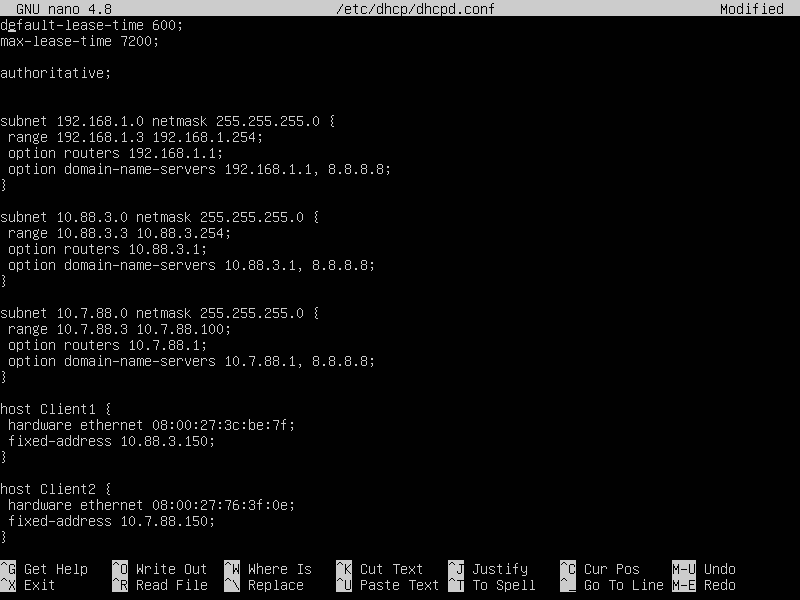 GNU nano 4.8 /etc/dhcp/dhcpd.conf Modified
default-lease-time 600;
max-lease-time 7200;
authoritative;
subnet 192.168.1.0 netmask 255.255.255.0 {
range 192.168.1.3 192.168.1.254;
option routers 192.168.1.1;
option domain-name-servers 192.168.1.1, 8.8.8.8;
}
subnet 10.88.3.0 netmask 255.255.255.0 {
range 10.88.3.3 10.88.3.254;
option routers 10.88.3.1;
option domain-name-servers 10.88.3.1, 8.8.8.8;
}
subnet 10.7.88.0 netmask 255.255.255.0 {
range 10.7.88.3 10.7.88.100;
option routers 10.7.88.1;
option domain-name-servers 10.7.88.1, 8.8.8.8;
}
host Client1 {
hardware ethernet 08:00:27:3c:be:7f;
fixed-address 10.88.3.150;
}
host Client2 {
hardware ethernet 08:00:27:76:3f:0e;
fixed-address 10.7.88.150;
}
^G Get Help ^O Write Out ^W Where Is ^K Cut Text ^J Justify ^C Cur Pos M-U Undo
^X Exit ^R Read File ^\ Replace ^U Paste Text ^T To Spell ^_ Go To Line M-E Redo